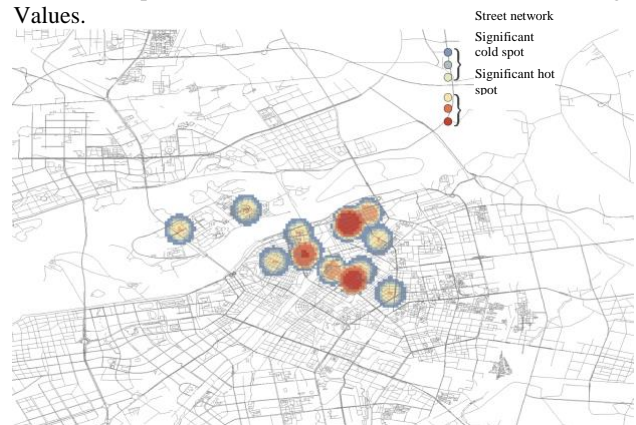 Values.
Street network
Significant
cold spot
Significant hot
spot